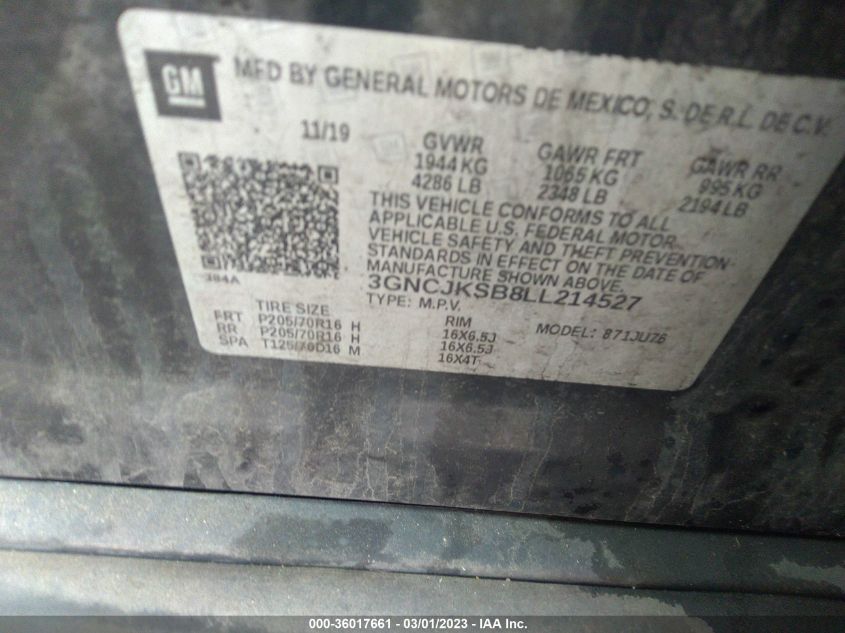 GM
MFD BY GENERAL MOTORS DE MEXICO, S. DE R.L. DE C.V.
11/19
GVWR GAWR FRT GAWR RR
1944 KG 1065 KG 995 KG
4286 LB 2348 LB 2194 LB
THIS VEHICLE CONFORMS TO ALL
APPLICABLE U.S. FEDERAL MOTOR
VEHICLE SAFETY AND THEFT PREVENTION
STANDARDS IN EFFECT ON THE DATE OF
MANUFACTURE SHOWN ABOVE.
3GNCJKSB8LL214527
TYPE: M.P.V. MODEL: 871JU76
TIRE SIZE RIM
FRT P205/70R16 H 16X6.5J
RR P205/70R16 H 16X6.5J
SPA T125/70D16 M 16X4T
000-36017661 - 03/01/2023 - IAA Inc.